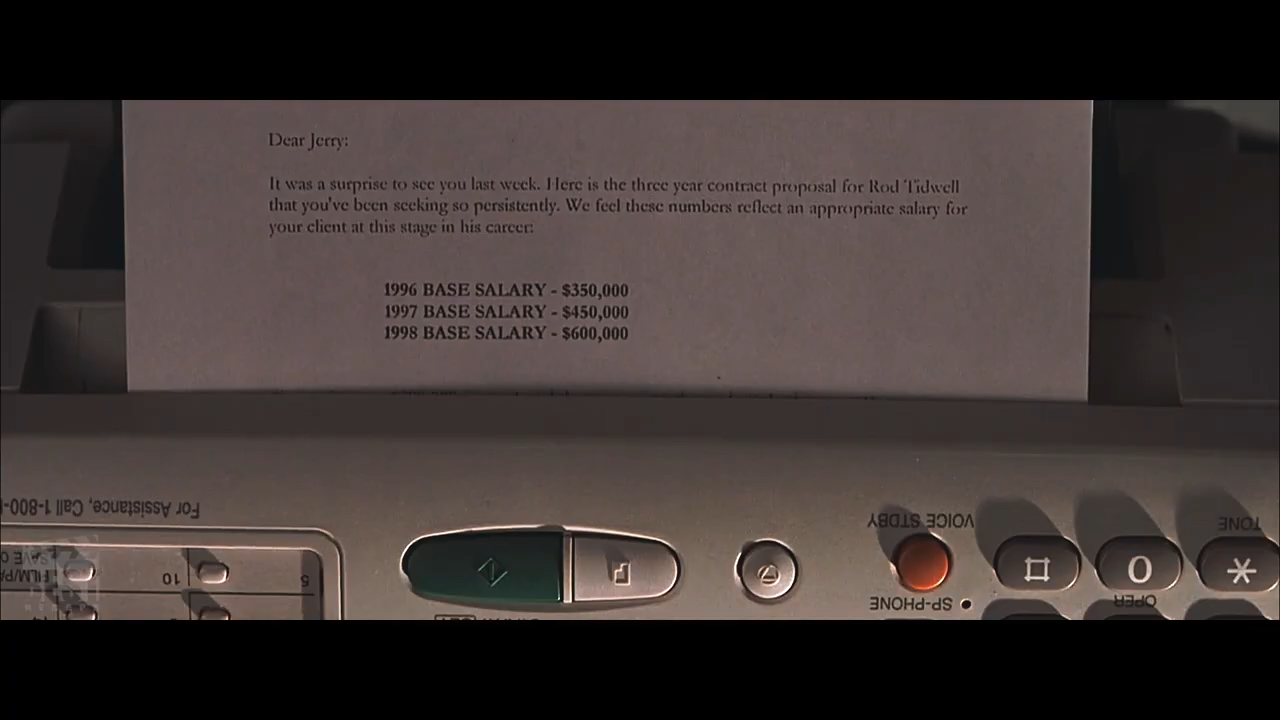 Dear Jerry:
It was a surprise to see you last week. Here is the three year contract proposal for Rod Tidwell
that you've been seeking so persistently. We feel these numbers reflect an appropriate salary for
your client at this stage in his career:
1996 BASE SALARY - $350,000
1997 BASE SALARY - $450,000
1998 BASE SALARY - $600,000
For Assistance, Call 1-800-
VOICE STDBY
TONE
10
5
0
*
SP-PHONE
OPER